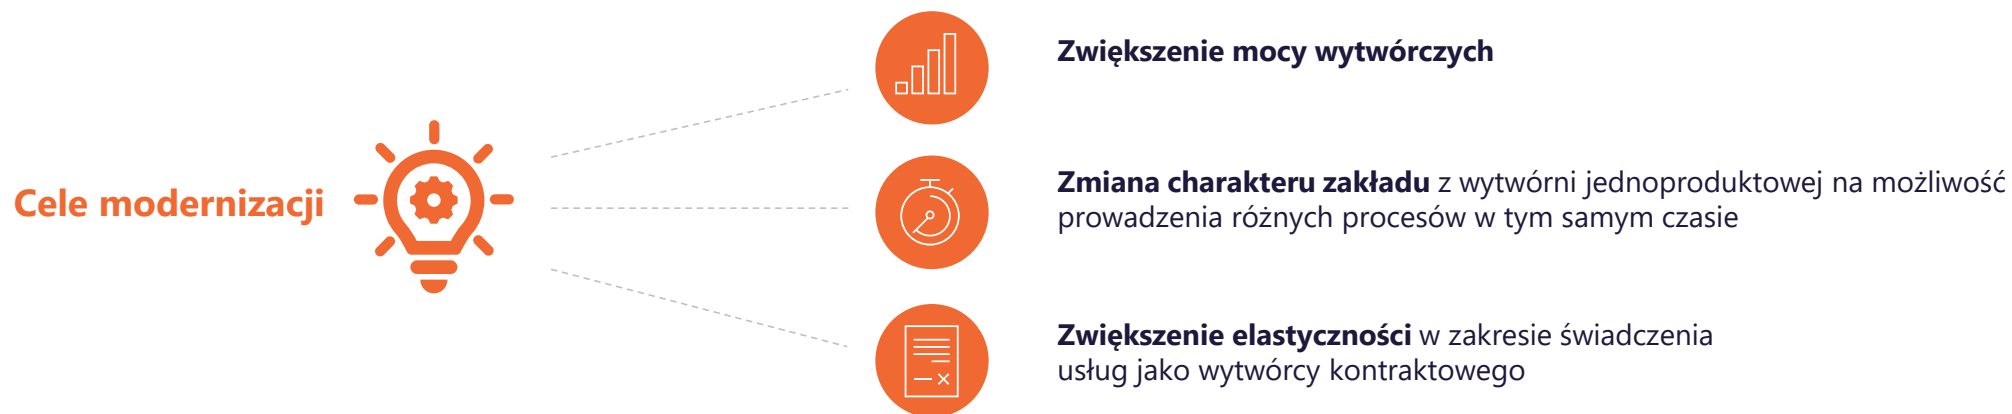 Cele modernizacji
Zwiększenie mocy wytwórczych
Zmiana charakteru zakładu z wytwórni jednoproduktowej na możliwość
prowadzenia różnych procesów w tym samym czasie
Zwiększenie elastyczności w zakresie świadczenia
usług jako wytwórcy kontraktowego